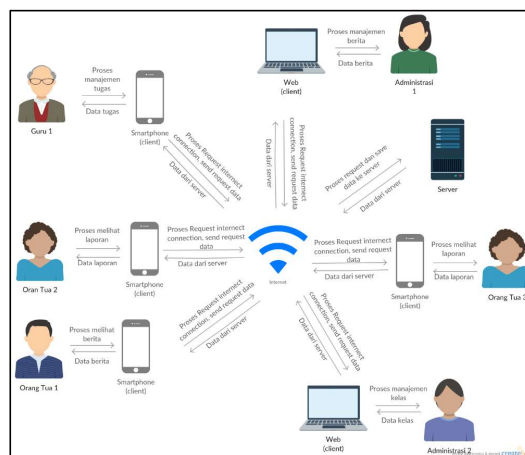 Proses
manajemen
berita
Data berita
Web
(client)
Administrasi
1
Proses
manajemen
tugas
Data tugas
Guru 1
Smartphone
(client)
Proses Request internect
connection, send request data
Data dari server
Proses Request internect
connection, send request data
Data dari server
Proses request dan save
data ke server
Data dari server
Server
Proses melihat
laporan
Data laporan
Oran Tua 2
Smartphone
(client)
Proses Request internect
connection, send request
data
Data dari server
Internet
Proses Request internect
connection, send request
data
Data dari server
Smartphone
(client)
Proses melihat
laporan
Data laporan
Orang Tua 3
Proses melihat
berita
Data berita
Orang Tua 1
Smartphone
(client)
Proses Request internect
connection, send request data
Data dari server
Proses Request internect
connection, send request data
Data dari server
Web
(client)
Proses manajemen
kelas
Data kelas
Administrasi 2